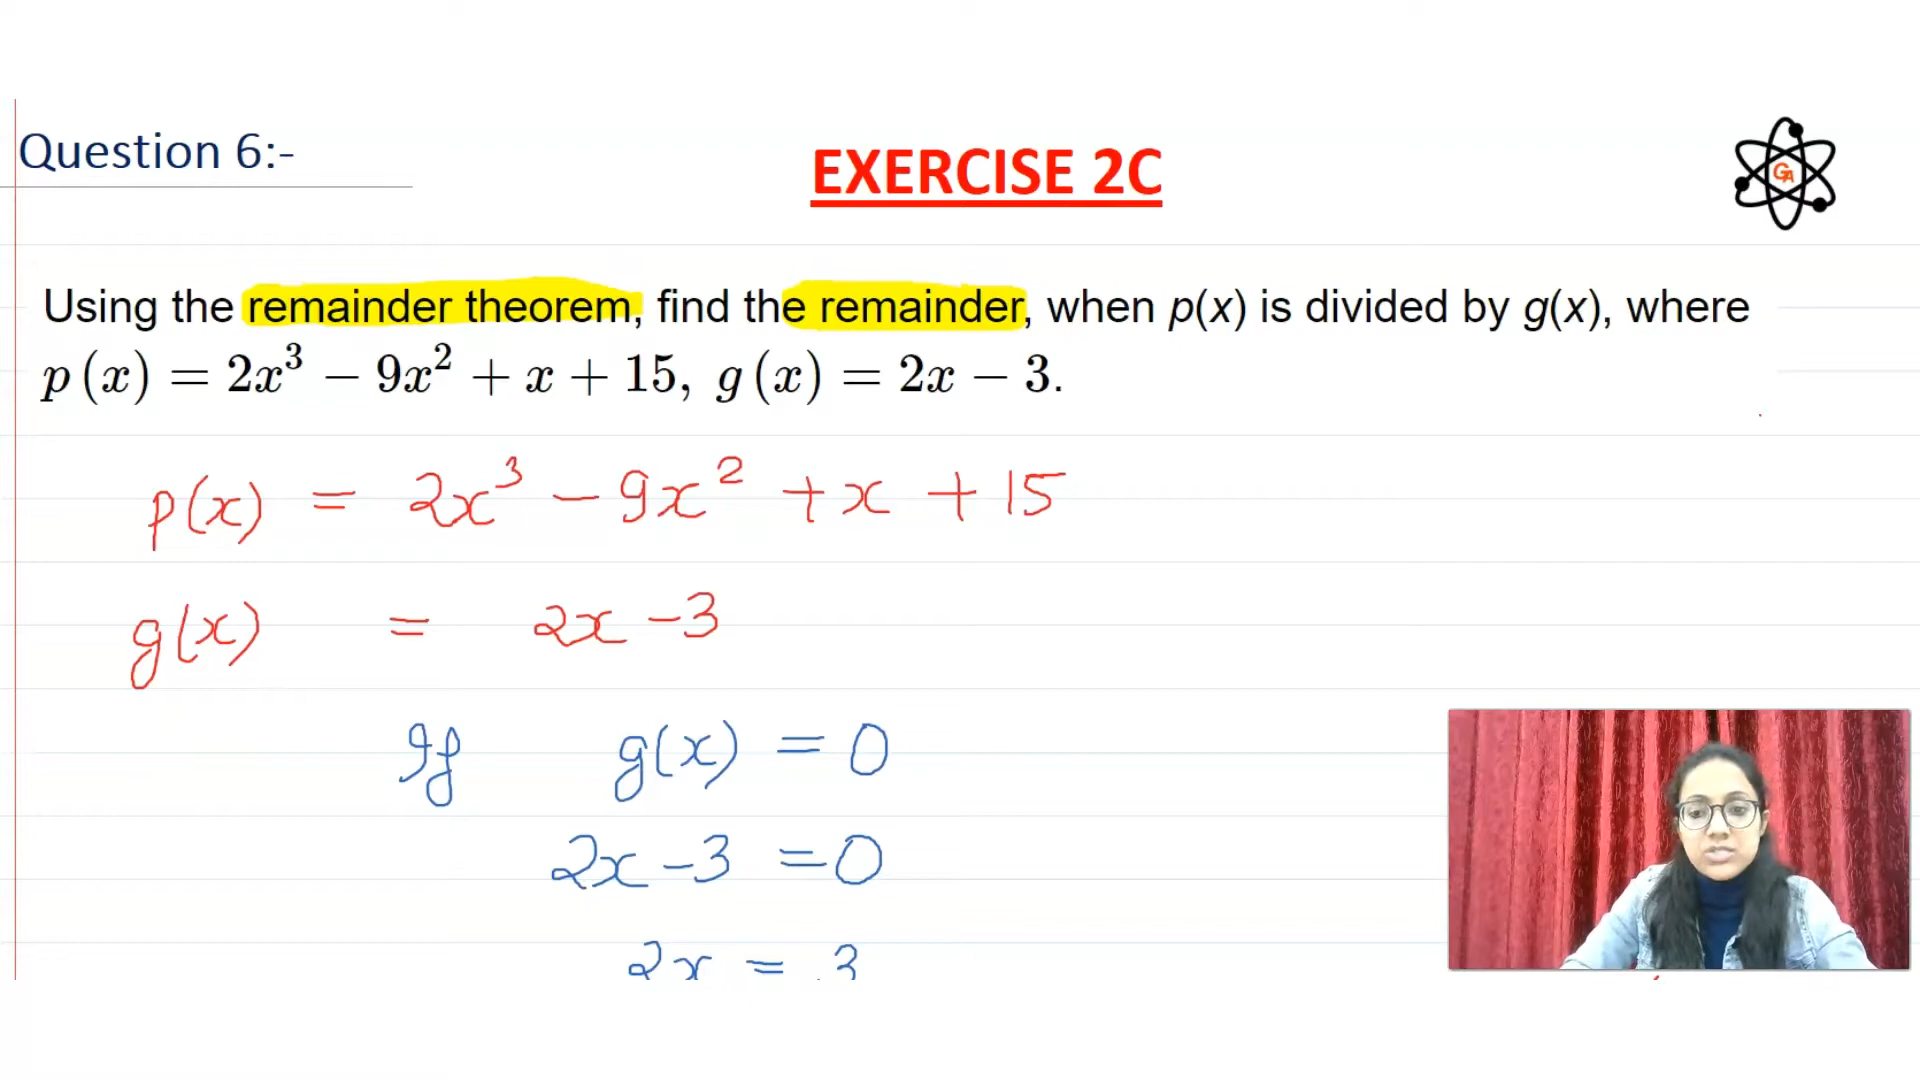 Question 6:-
EXERCISE 2C
GA
Using the remainder theorem, find the remainder, when p(x) is divided by g(x), where
p (x) = 2x³ − 9x² + x + 15, g (x) = 2x − 3.
p(x) = 2x³ − 9x² + x + 15
g(x) = 2x − 3
If g(x) = 0
2x − 3 = 0
2x = 3